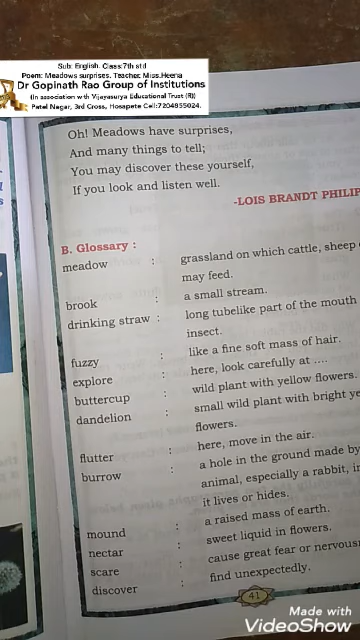 Sub: English. Class:7th std
Poem: Meadows surprises. Teacher. Miss.Heena
Dr Gopinath Rao Group of Institutions
(In association with Vijayasurya Educational Trust (R))
Patel Nagar, 3rd Cross, Hosapete Cell:7204855024.
Oh! Meadows have surprises,
And many things to tell;
You may discover these yourself,
If you look and listen well.
-LOIS BRANDT PHILIP
B. Glossary :
meadow : grassland on which cattle, sheep
may feed.
brook : a small stream.
drinking straw : long tubelike part of the mouth
insect.
fuzzy : like a fine soft mass of hair.
explore : here, look carefully at ....
buttercup : wild plant with yellow flowers.
dandelion : small wild plant with bright ye
flowers.
flutter : here, move in the air.
burrow : a hole in the ground made by
animal, especially a rabbit, in
it lives or hides.
mound : a raised mass of earth.
nectar : sweet liquid in flowers.
scare : cause great fear or nervous
discover : find unexpectedly.
41
Made with
VideoShow